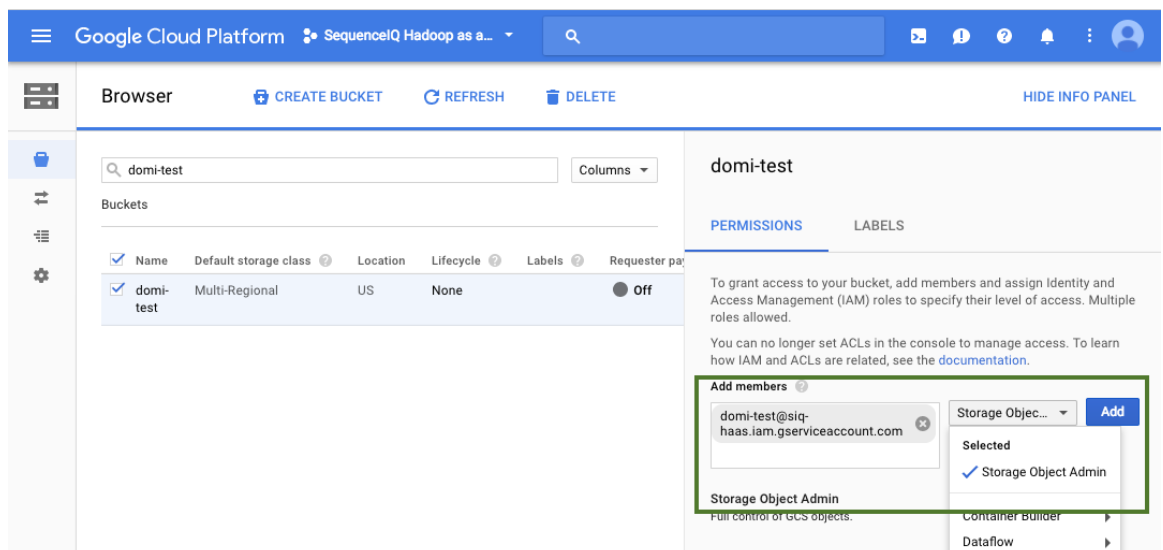 Google Cloud Platform SequenceIQ Hadoop as a...
Browser CREATE BUCKET REFRESH DELETE HIDE INFO PANEL
domi-test Columns
Buckets
Name Default storage class Location Lifecycle Labels Requester pay
domi-
test Multi-Regional US None Off
domi-test
PERMISSIONS LABELS
To grant access to your bucket, add members and assign Identity and
Access Management (IAM) roles to specify their level of access. Multiple
roles allowed.
You can no longer set ACLs in the console to manage access. To learn
how IAM and ACLs are related, see the documentation.
Add members
domi-test@siq-
haas.iam.gserviceaccount.com
Storage Objec... Add
Selected
Storage Object Admin
Storage Object Admin
Full control of GCS objects.
Container Builder
Dataflow